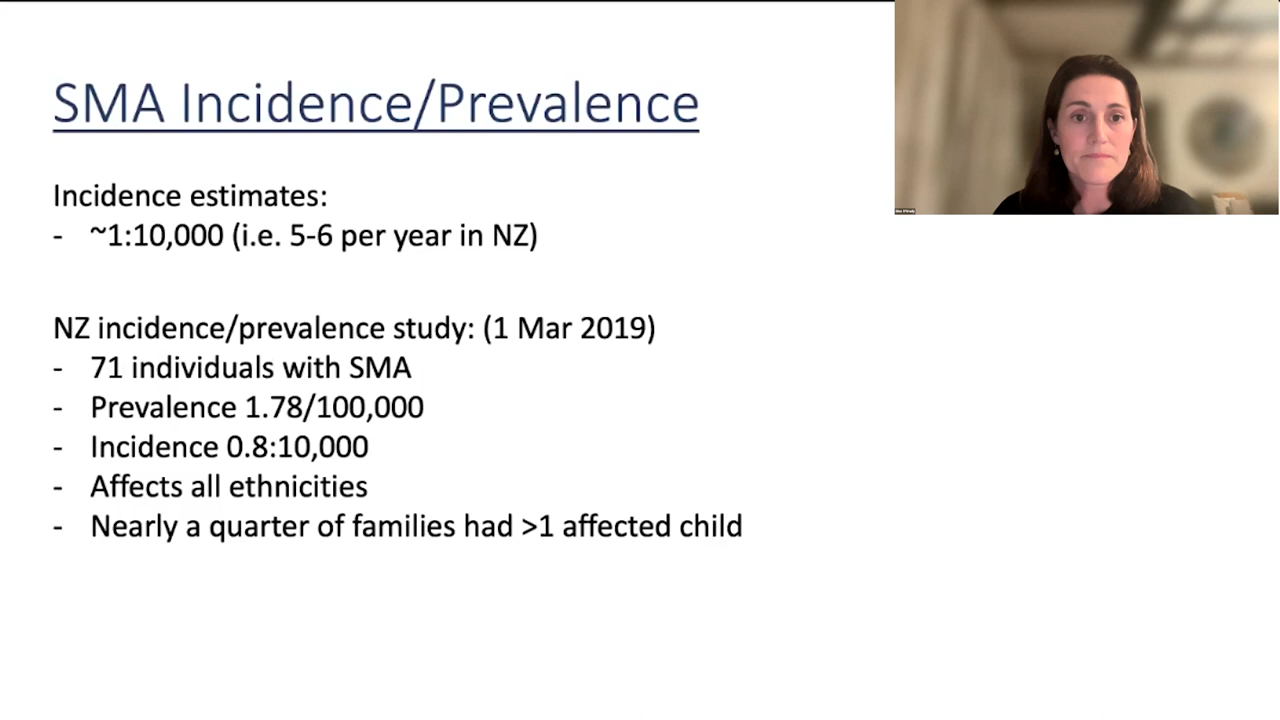 SMA Incidence/Prevalence
Incidence estimates:
- ~1:10,000 (i.e. 5-6 per year in NZ)
NZ incidence/prevalence study: (1 Mar 2019)
- 71 individuals with SMA
- Prevalence 1.78/100,000
- Incidence 0.8:10,000
- Affects all ethnicities
- Nearly a quarter of families had >1 affected child